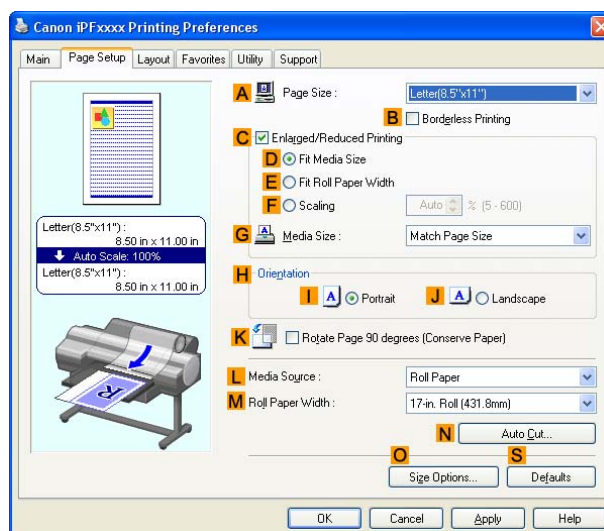 Canon iPFxxxx Printing Preferences
Main Page Setup Layout Favorites Utility Support
A Page Size : Letter(8.5"x11")
B Borderless Printing
C Enlarged/Reduced Printing
D Fit Media Size
E Fit Roll Paper Width
F Scaling Auto % (5 - 600)
G Media Size : Match Page Size
Letter(8.5"x11") :
8.50 in x 11.00 in
Auto Scale: 100%
Letter(8.5"x11") :
8.50 in x 11.00 in
H Orientation
I A Portrait J A Landscape
K Rotate Page 90 degrees (Conserve Paper)
R
L Media Source : Roll Paper
M Roll Paper Width : 17-in. Roll (431.8mm)
N Auto Cut...
O S
Size Options... Defaults
OK Cancel Apply Help